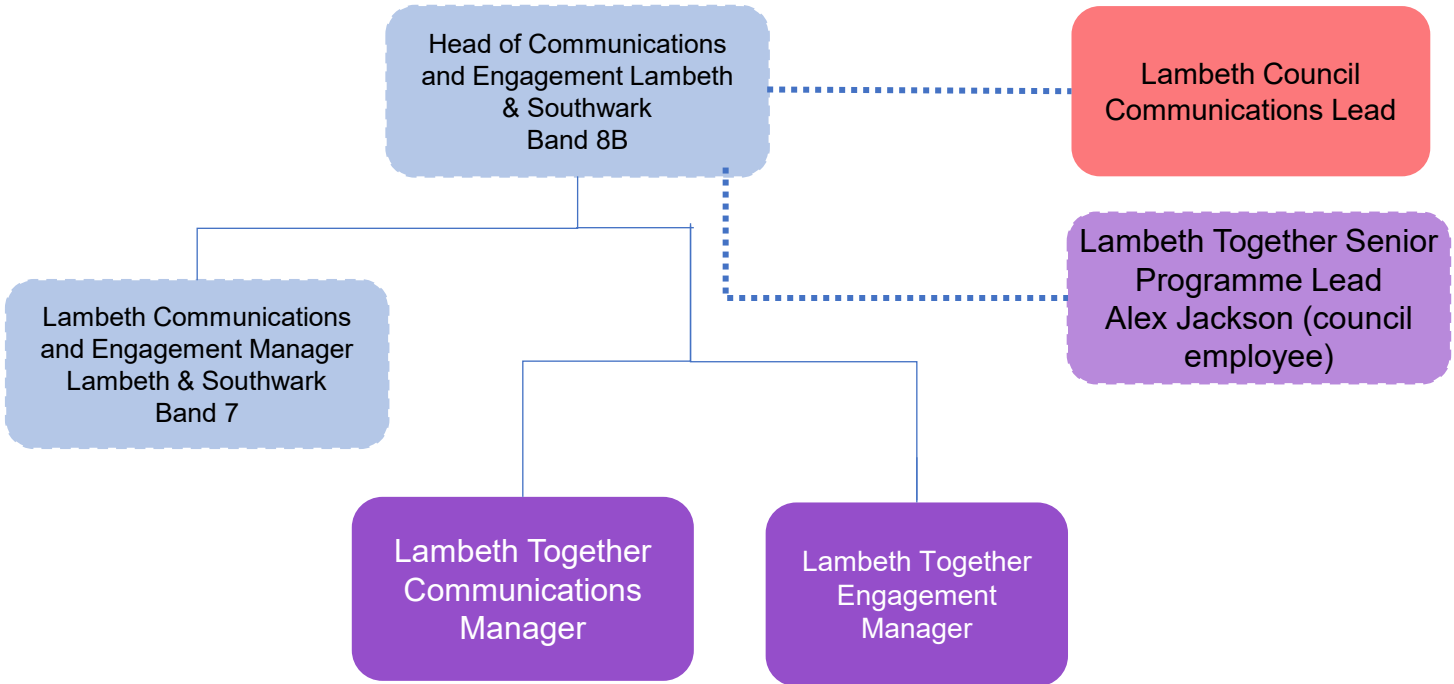 Head of Communications
and Engagement Lambeth
& Southwark
Band 8B
Lambeth Council
Communications Lead
Lambeth Together Senior
Programme Lead
Alex Jackson (council
employee)
Lambeth Communications
and Engagement Manager
Lambeth & Southwark
Band 7
Lambeth Together
Communications
Manager
Lambeth Together
Engagement
Manager